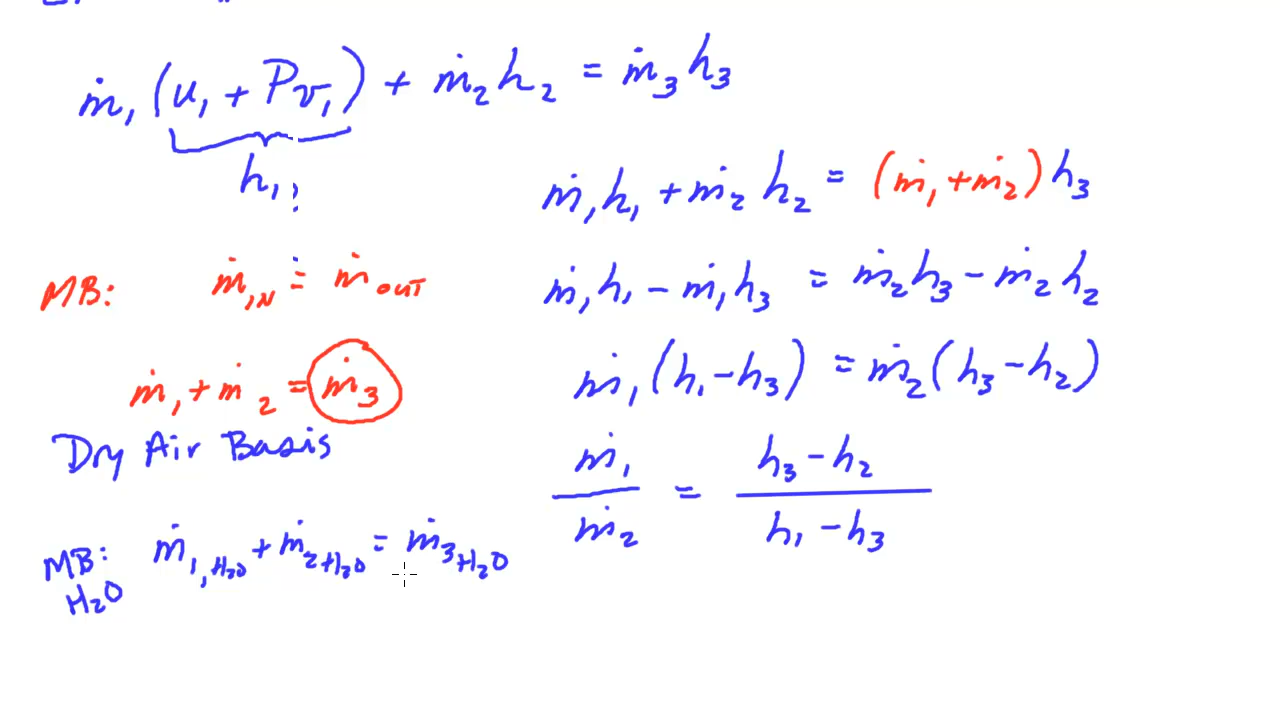 ṁ₁ (u₁ + Pv₁) + ṁ₂h₂ = ṁ₃h₃
h₁
ṁ₁h₁ + ṁ₂h₂ = (ṁ₁ + ṁ₂)h₃
MB: ṁ_IN = ṁ_OUT
ṁ₁h₁ − ṁ₁h₃ = ṁ₂h₃ − ṁ₂h₂
ṁ₁ + ṁ₂ = ṁ₃
ṁ₁(h₁ − h₃) = ṁ₂(h₃ − h₂)
Dry Air Basis
ṁ₁/ṁ₂ = (h₃ − h₂)/(h₁ − h₃)
MB: ṁ₁,H₂O + ṁ₂+H₂O = ṁ₃+H₂O
H₂O